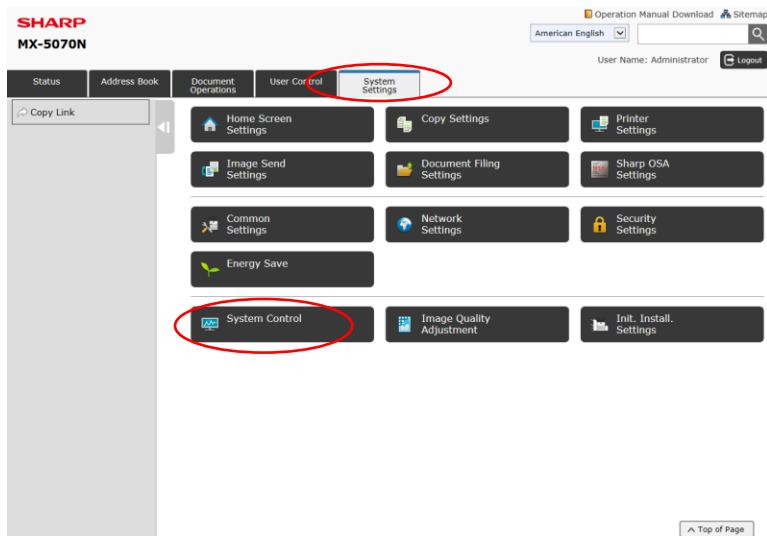 Operation Manual Download Sitemap
SHARP
American English
MX-5070N
User Name: Administrator Logout
Status
Address Book
Document
Operations
User Control
System
Settings
Copy Link
Home Screen
Settings
Copy Settings
Printer
Settings
Image Send
Settings
Document Filing
Settings
Sharp OSA
Settings
Common
Settings
Network
Settings
Security
Settings
Energy Save
System Control
Image Quality
Adjustment
Init. Install.
Settings
Top of Page